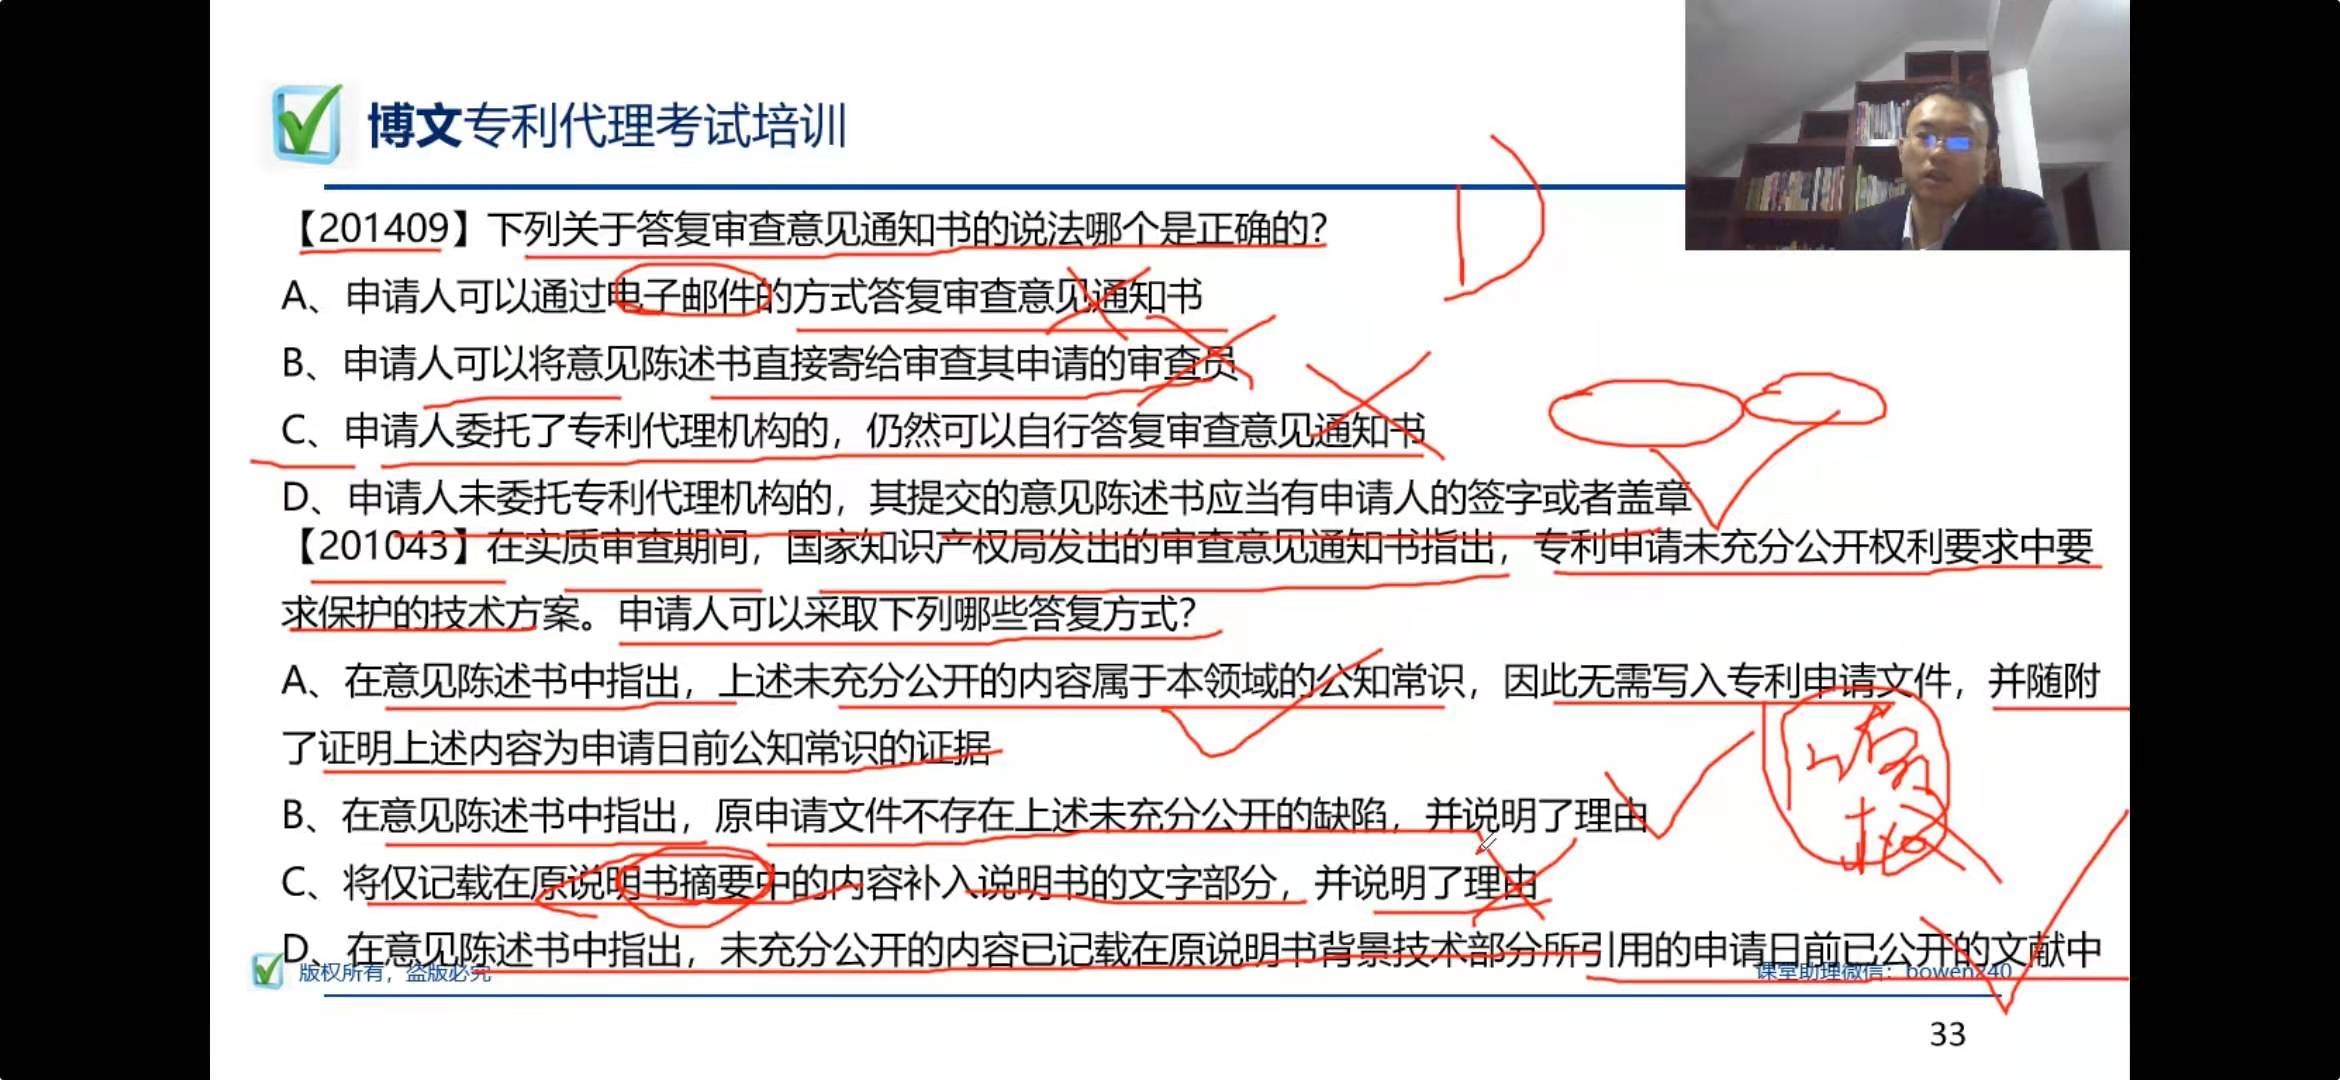 博文专利代理考试培训
【201409】下列关于答复审查意见通知书的说法哪个是正确的？
D
A、申请人可以通过电子邮件的方式答复审查意见通知书
B、申请人可以将意见陈述书直接寄给审查其申请的审查员
C、申请人委托了专利代理机构的，仍然可以自行答复审查意见通知书
D、申请人未委托专利代理机构的，其提交的意见陈述书应当有申请人的签字或者盖章
【201043】在实质审查期间，国家知识产权局发出的审查意见通知书指出，专利申请未充分公开权利要求中要
求保护的技术方案。申请人可以采取下列哪些答复方式？
A、在意见陈述书中指出，上述未充分公开的内容属于本领域的公知常识，因此无需写入专利申请文件，并随附
了证明上述内容为申请日前公知常识的证据
B、在意见陈述书中指出，原申请文件不存在上述未充分公开的缺陷，并说明了理由
C、将仅记载在原说明书摘要中的内容补入说明书的文字部分，并说明了理由
D、在意见陈述书中指出，未充分公开的内容已记载在原说明书背景技术部分所引用的申请日前已公开的文献中
版权所有，盗版必究
课堂助理微信：bowen240
33